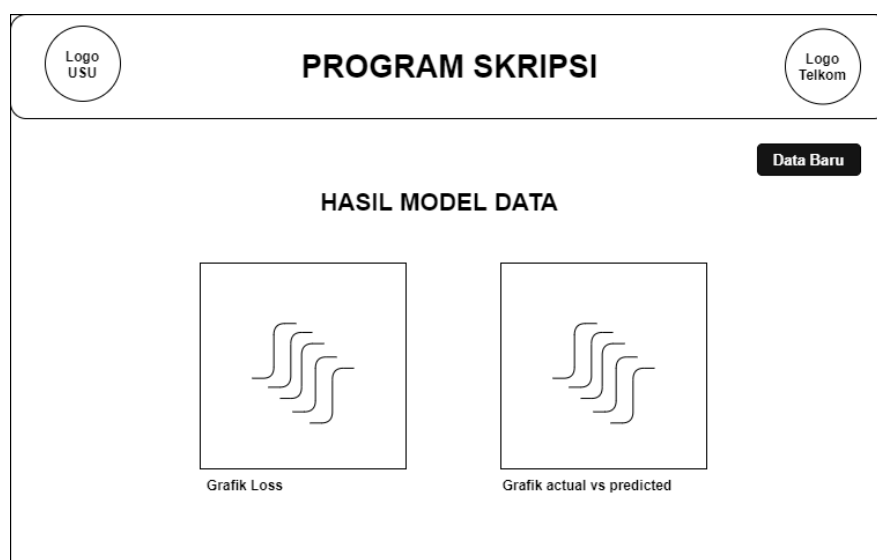 Logo
USU
PROGRAM SKRIPSI
Logo
Telkom
Data Baru
HASIL MODEL DATA
Grafik Loss
Grafik actual vs predicted